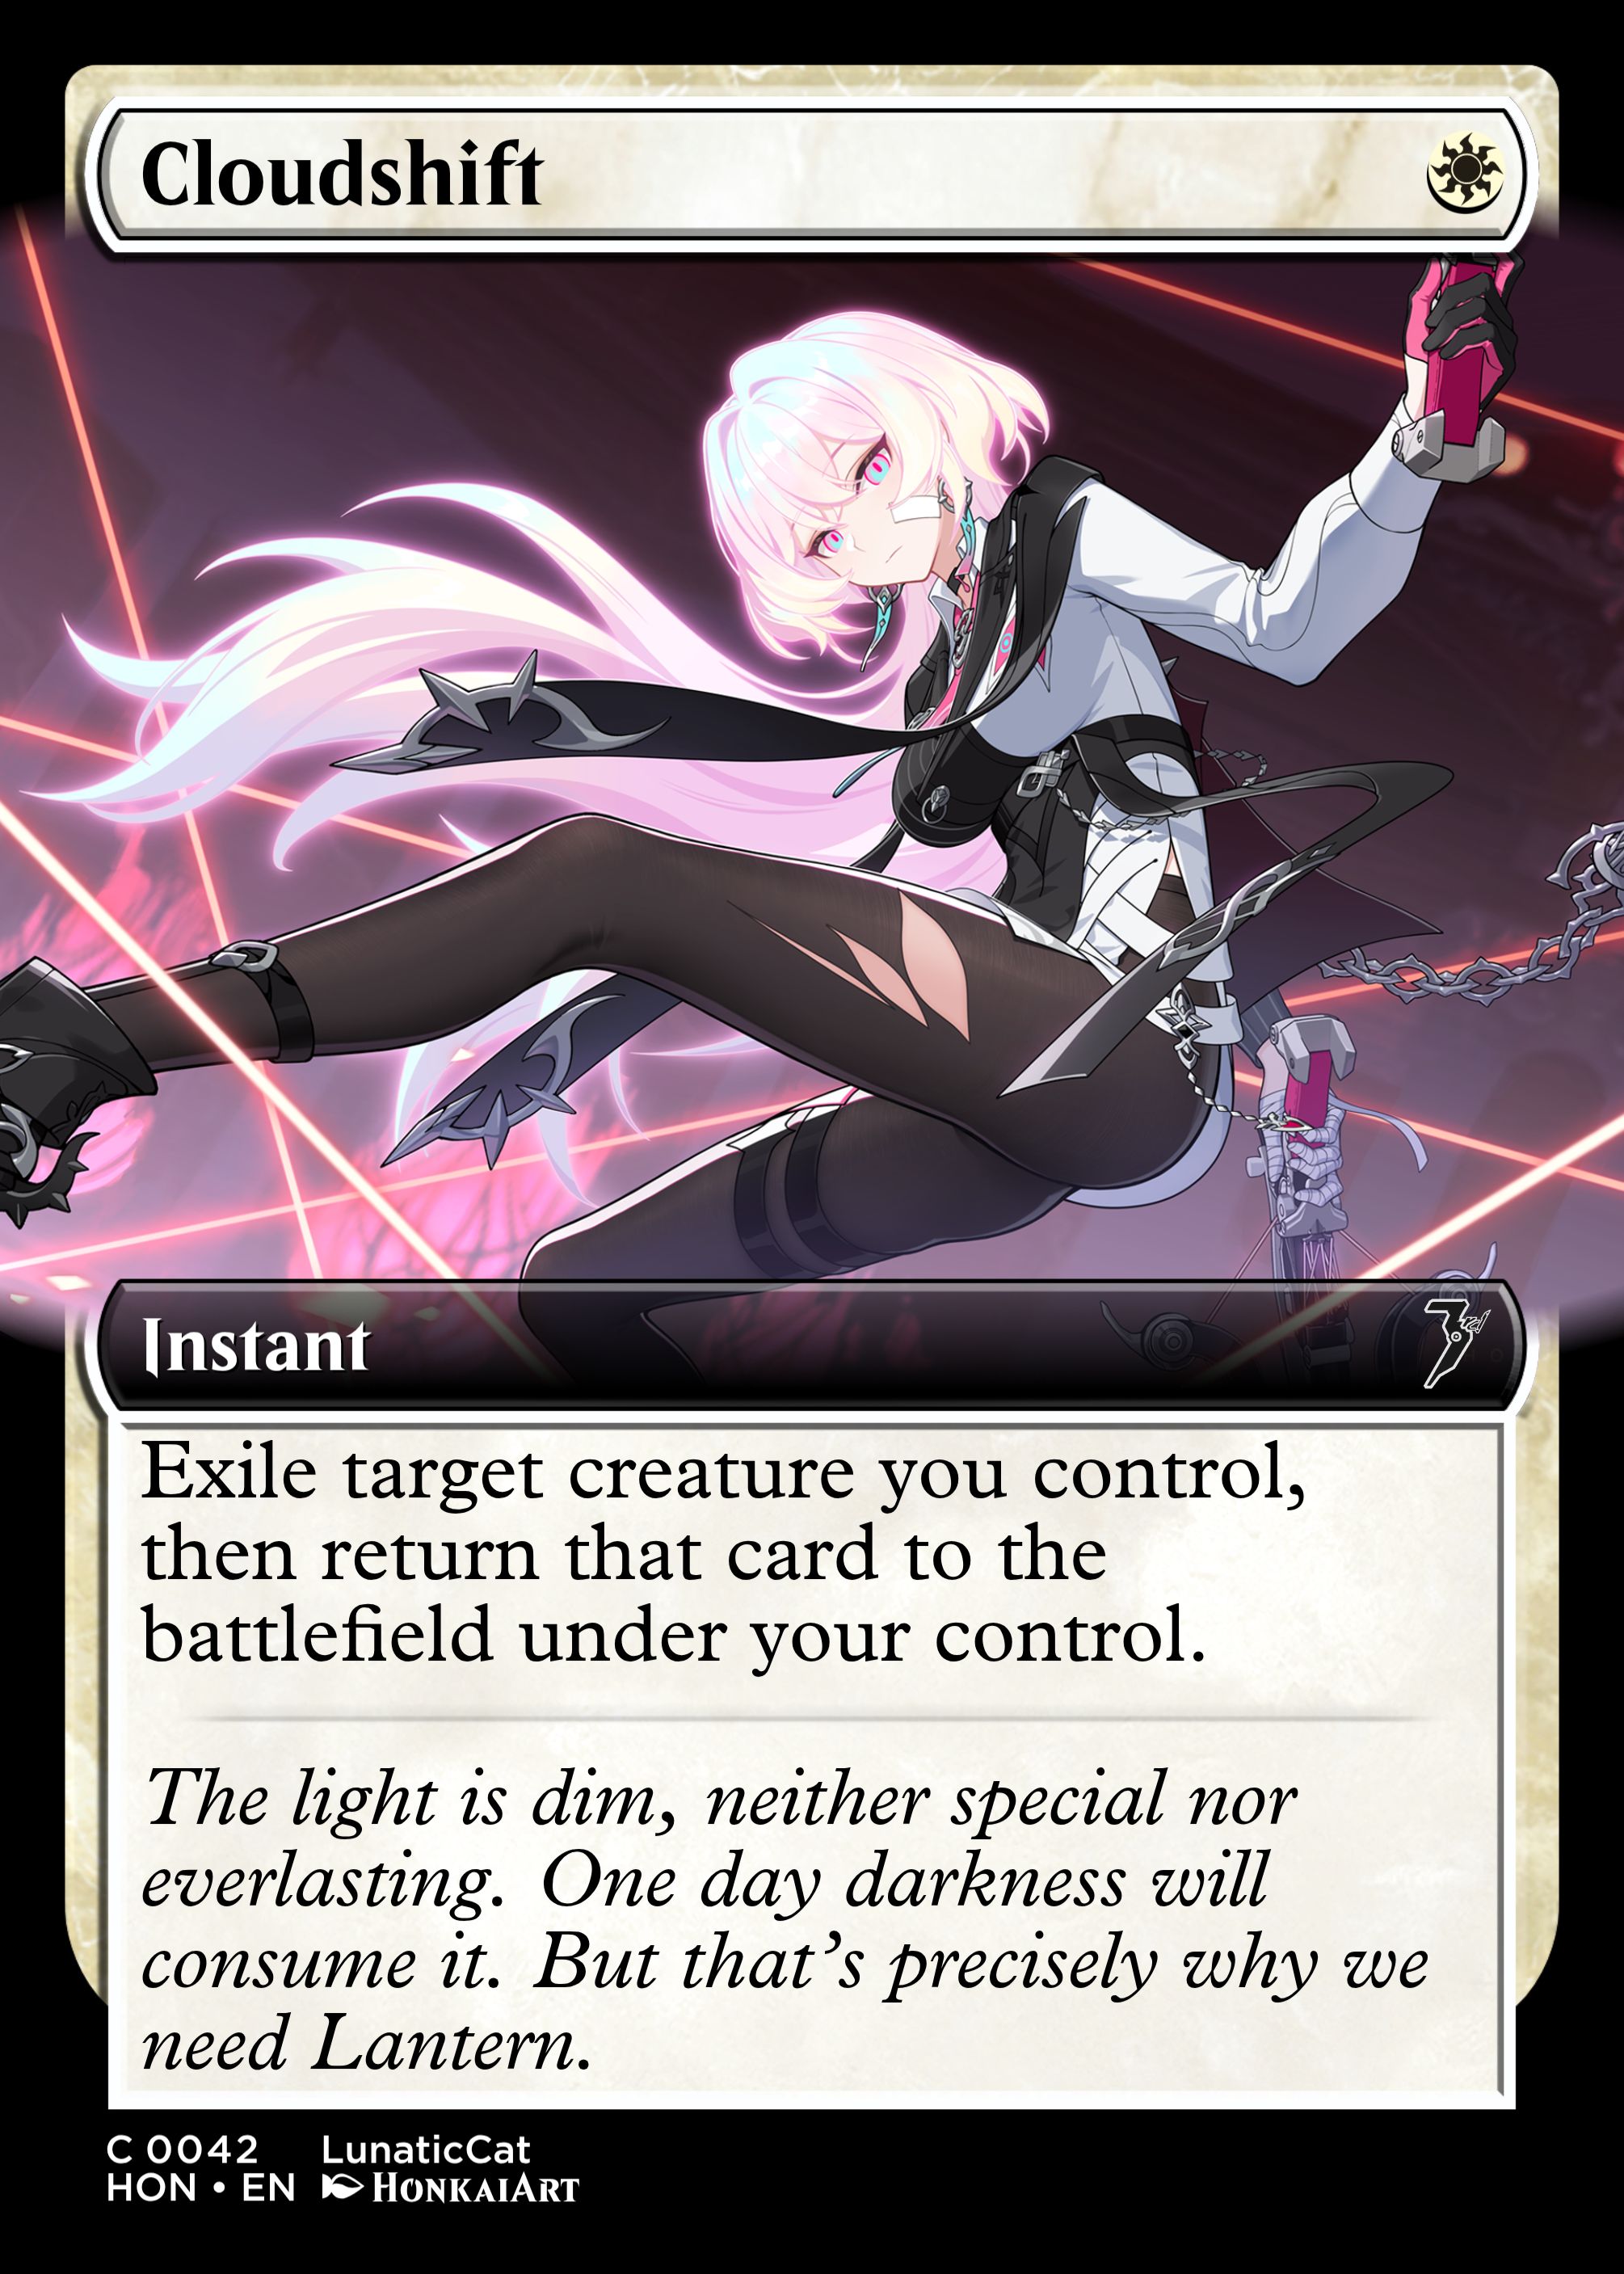 Cloudshift
Instant
Exile target creature you control,
then return that card to the
battlefield under your control.
The light is dim, neither special nor
everlasting. One day darkness will
consume it. But that’s precisely why we
need Lantern.
C 0042 LunaticCat
HON • EN HONKAIART